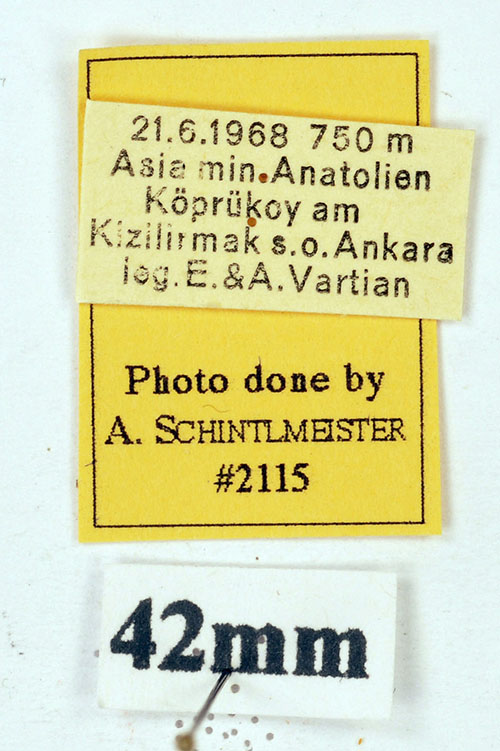 21.6.1968 750 m
Asia min.Anatolien
Köprükoy am
Kizilirmak s.o.Ankara
leg.E.&A.Vartian
Photo done by
A. SCHINTLMEISTER
#2115
42mm